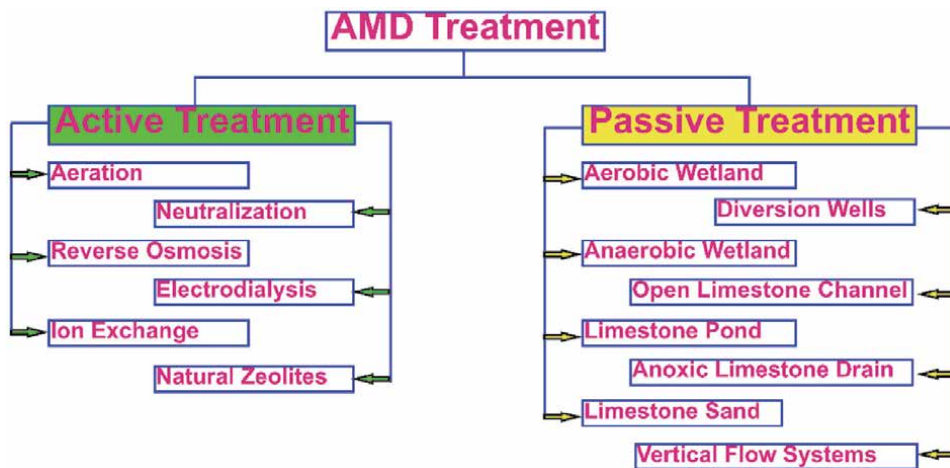 AMD Treatment
Active Treatment
Aeration
Neutralization
Reverse Osmosis
Electrodialysis
Ion Exchange
Natural Zeolites
Passive Treatment
Aerobic Wetland
Diversion Wells
Anaerobic Wetland
Open Limestone Channel
Limestone Pond
Anoxic Limestone Drain
Limestone Sand
Vertical Flow Systems